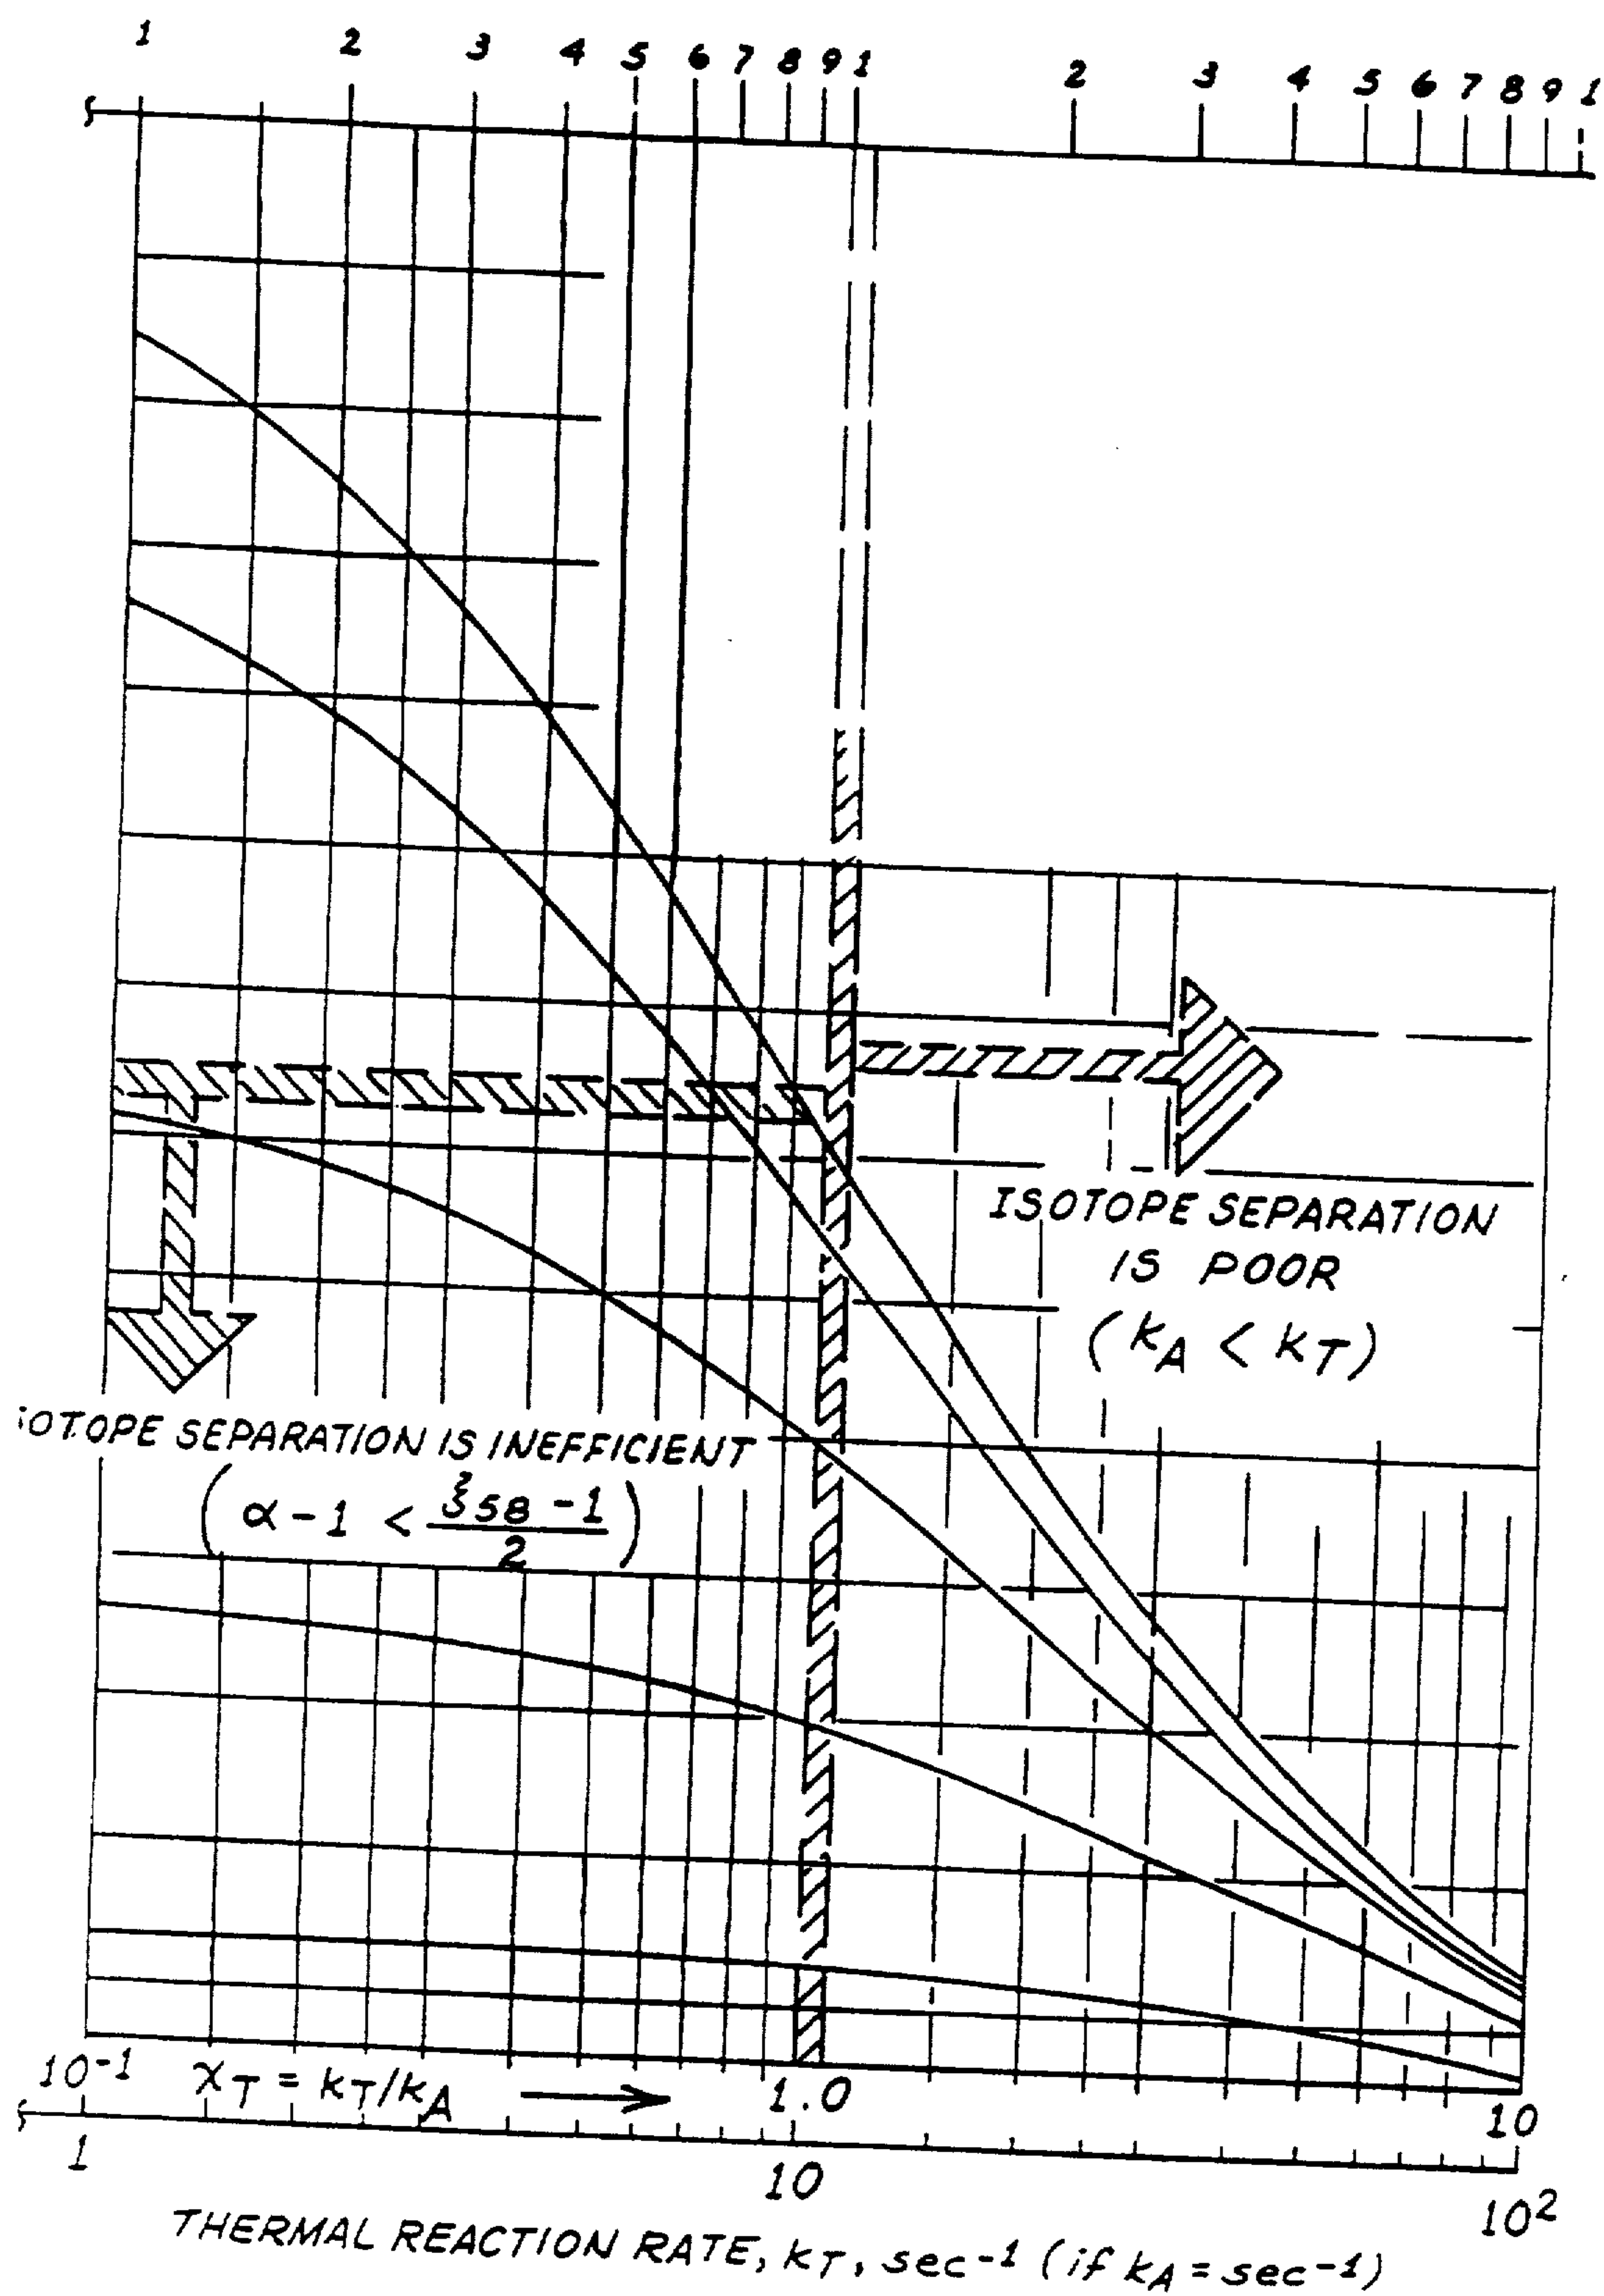 1 2 3 4 5 6 7 8 9 1 2 3 4 5 6 7 8 9 1
ISOTOPE SEPARATION
IS POOR
(kA < kT)
IOTOPE SEPARATION IS INEFFICIENT
(α-1 < ξ58-1
2)
10⁻¹ χT = kT/kA → 1.0 10
1 10 10²
THERMAL REACTION RATE, kT, sec⁻¹ (if kA = sec⁻¹)